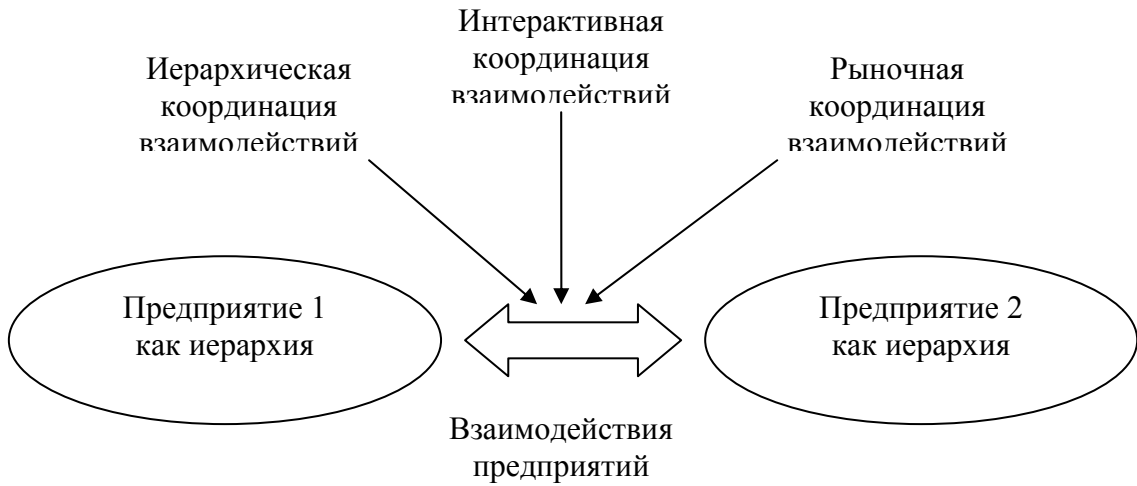 Иерархическая
координация
взаимодействий
Интерактивная
координация
взаимодействий
Рыночная
координация
взаимодействий
Предприятие 1
как иерархия
Предприятие 2
как иерархия
Взаимодействия
предприятий